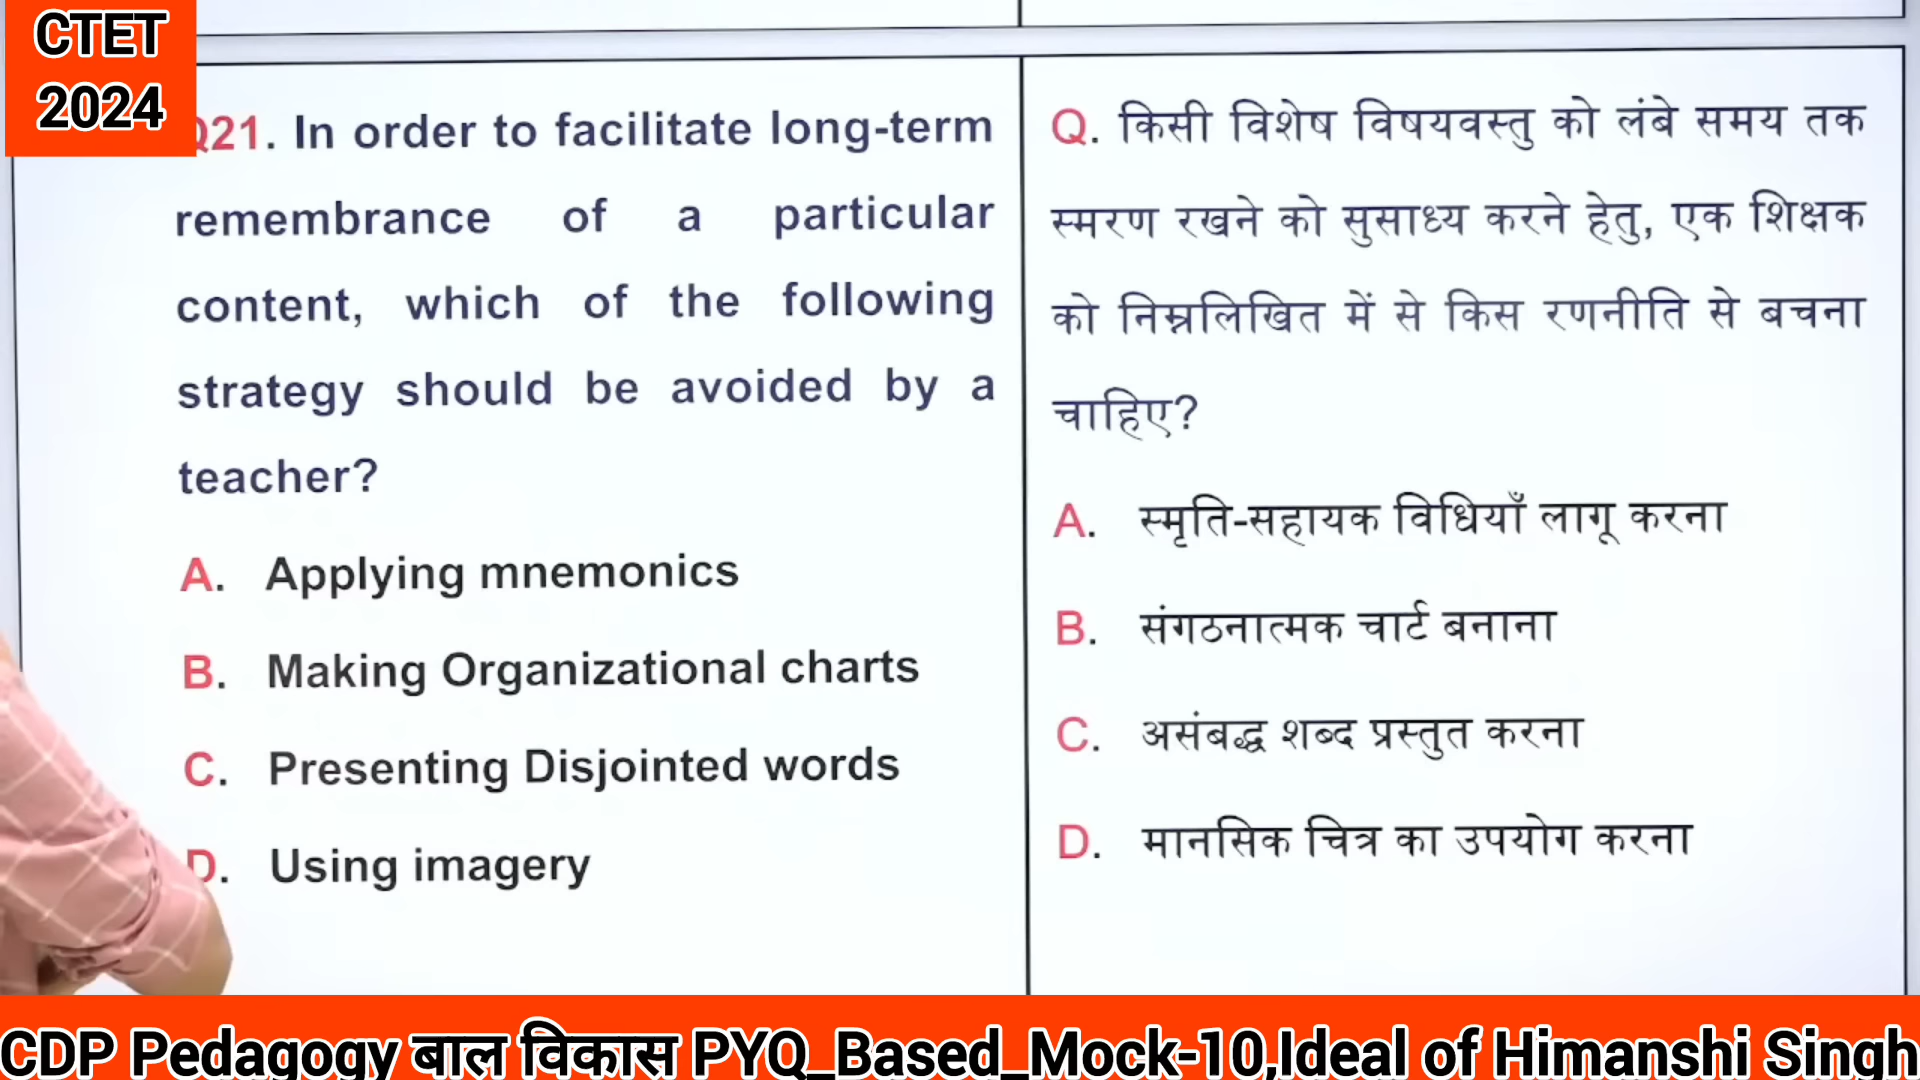 CTET
2024
Q21. In order to facilitate long-term
remembrance of a particular
content, which of the following
strategy should be avoided by a
teacher?
A. Applying mnemonics
B. Making Organizational charts
C. Presenting Disjointed words
D. Using imagery
Q. किसी विशेष विषयवस्तु को लंबे समय तक
स्मरण रखने को सुसाध्य करने हेतु, एक शिक्षक
को निम्नलिखित में से किस रणनीति से बचना
चाहिए?
A. स्मृति-सहायक विधियाँ लागू करना
B. संगठनात्मक चार्ट बनाना
C. असंबद्ध शब्द प्रस्तुत करना
D. मानसिक चित्र का उपयोग करना
CDP Pedagogy बाल विकास PYQ_Based_Mock-10,Ideal of Himanshi Singh